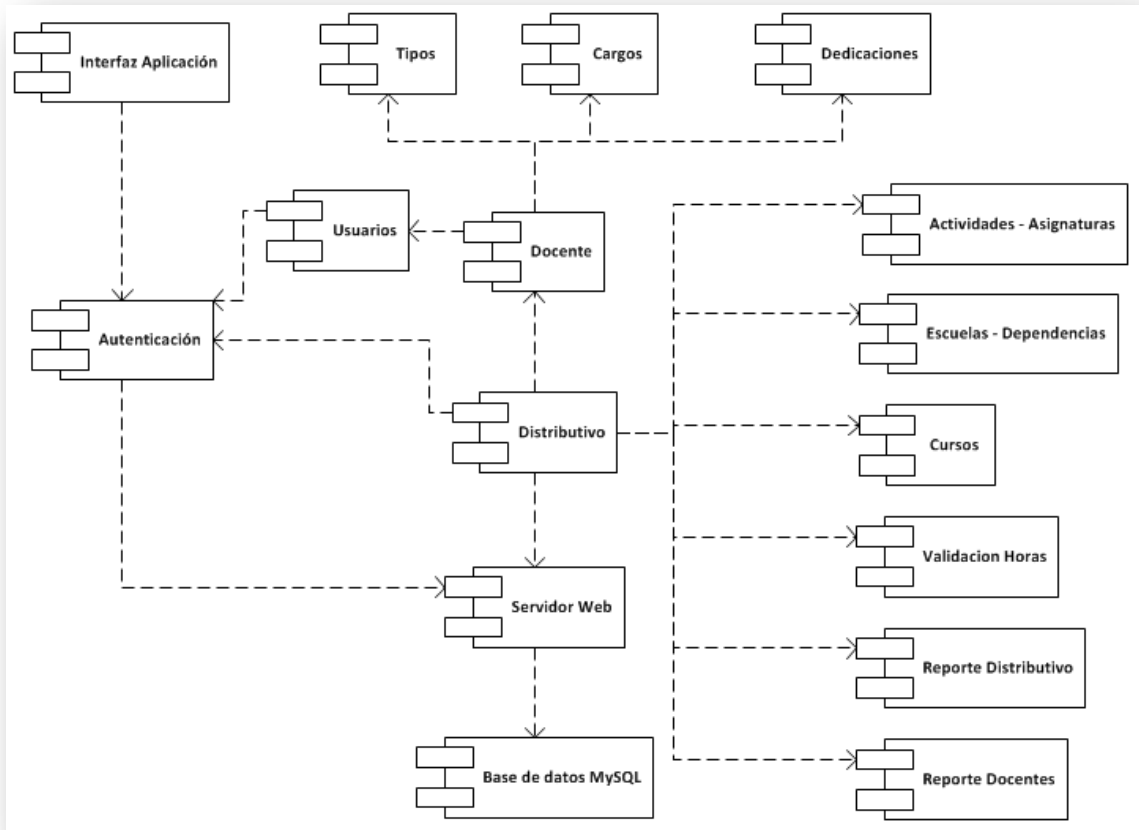 Interfaz Aplicación
Tipos
Cargos
Dedicaciones
Usuarios
Docente
Actividades - Asignaturas
Autenticación
Escuelas - Dependencias
Distributivo
Cursos
Servidor Web
Validacion Horas
Reporte Distributivo
Base de datos MySQL
Reporte Docentes